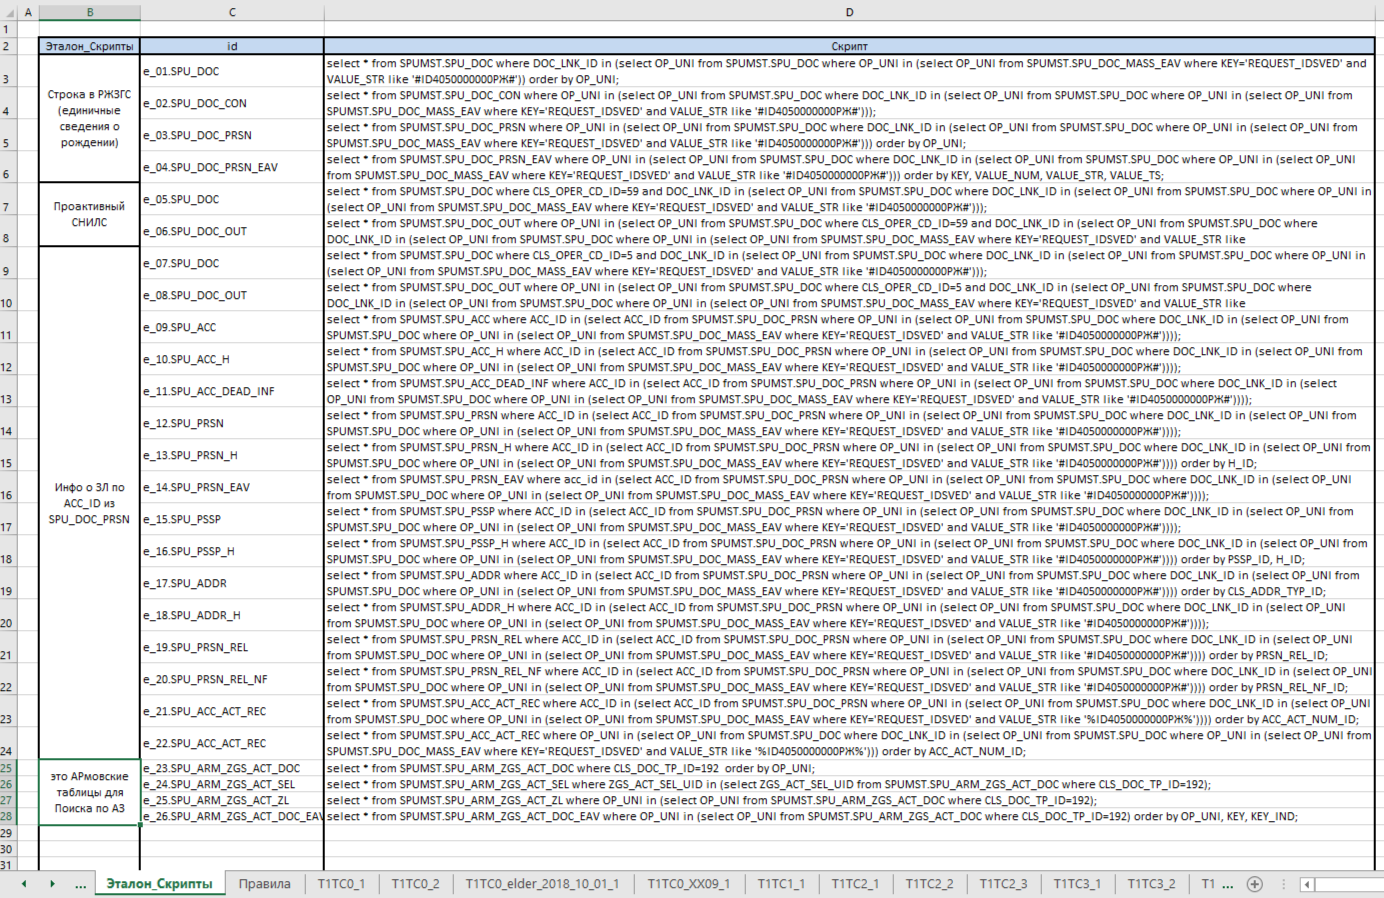 A B C D
1
2 Эталон_Скрипты id Скрипт
Строка в РЖЗГС
(единичные
сведения о
рождении)
3 e_01.SPU_DOC
select * from SPUMST.SPU_DOC where DOC_LNK_ID in (select OP_UNI from SPUMST.SPU_DOC where OP_UNI in (select OP_UNI from SPUMST.SPU_DOC_MASS_EAV where KEY='REQUEST_IDSVED' and
VALUE_STR like '#ID4050000000РЖ#')) order by OP_UNI;
4 e_02.SPU_DOC_CON
select * from SPUMST.SPU_DOC_CON where OP_UNI in (select OP_UNI from SPUMST.SPU_DOC where DOC_LNK_ID in (select OP_UNI from SPUMST.SPU_DOC where OP_UNI in (select OP_UNI from
SPUMST.SPU_DOC_MASS_EAV where KEY='REQUEST_IDSVED' and VALUE_STR like '#ID4050000000РЖ#')));
5 e_03.SPU_DOC_PRSN
select * from SPUMST.SPU_DOC_PRSN where OP_UNI in (select OP_UNI from SPUMST.SPU_DOC where DOC_LNK_ID in (select OP_UNI from SPUMST.SPU_DOC where OP_UNI in (select OP_UNI from
SPUMST.SPU_DOC_MASS_EAV where KEY='REQUEST_IDSVED' and VALUE_STR like '#ID4050000000РЖ#'))) order by OP_UNI;
6 e_04.SPU_DOC_PRSN_EAV
select * from SPUMST.SPU_DOC_PRSN_EAV where OP_UNI in (select OP_UNI from SPUMST.SPU_DOC where DOC_LNK_ID in (select OP_UNI from SPUMST.SPU_DOC where OP_UNI in (select OP_UNI
from SPUMST.SPU_DOC_MASS_EAV where KEY='REQUEST_IDSVED' and VALUE_STR like '#ID4050000000РЖ#'))) order by KEY, VALUE_NUM, VALUE_STR, VALUE_TS;
Проактивный
СНИЛС
7 e_05.SPU_DOC
select * from SPUMST.SPU_DOC where CLS_OPER_CD_ID=59 and DOC_LNK_ID in (select OP_UNI from SPUMST.SPU_DOC where DOC_LNK_ID in (select OP_UNI from SPUMST.SPU_DOC where OP_UNI in
(select OP_UNI from SPUMST.SPU_DOC_MASS_EAV where KEY='REQUEST_IDSVED' and VALUE_STR like '#ID4050000000РЖ#')));
8 e_06.SPU_DOC_OUT
select * from SPUMST.SPU_DOC_OUT where OP_UNI in (select OP_UNI from SPUMST.SPU_DOC where CLS_OPER_CD_ID=59 and DOC_LNK_ID in (select OP_UNI from SPUMST.SPU_DOC where
DOC_LNK_ID in (select OP_UNI from SPUMST.SPU_DOC where OP_UNI in (select OP_UNI from SPUMST.SPU_DOC_MASS_EAV where KEY='REQUEST_IDSVED' and VALUE_STR like
Инфо о ЗЛ по
ACC_ID из
SPU_DOC_PRSN
9 e_07.SPU_DOC
select * from SPUMST.SPU_DOC where CLS_OPER_CD_ID=5 and DOC_LNK_ID in (select OP_UNI from SPUMST.SPU_DOC where DOC_LNK_ID in (select OP_UNI from SPUMST.SPU_DOC where OP_UNI in
(select OP_UNI from SPUMST.SPU_DOC_MASS_EAV where KEY='REQUEST_IDSVED' and VALUE_STR like '#ID4050000000РЖ#')));
10 e_08.SPU_DOC_OUT
select * from SPUMST.SPU_DOC_OUT where OP_UNI in (select OP_UNI from SPUMST.SPU_DOC where CLS_OPER_CD_ID=5 and DOC_LNK_ID in (select OP_UNI from SPUMST.SPU_DOC where
DOC_LNK_ID in (select OP_UNI from SPUMST.SPU_DOC where OP_UNI in (select OP_UNI from SPUMST.SPU_DOC_MASS_EAV where KEY='REQUEST_IDSVED' and VALUE_STR like
11 e_09.SPU_ACC
select * from SPUMST.SPU_ACC where ACC_ID in (select ACC_ID from SPUMST.SPU_DOC_PRSN where OP_UNI in (select OP_UNI from SPUMST.SPU_DOC where DOC_LNK_ID in (select OP_UNI from
SPUMST.SPU_DOC where OP_UNI in (select OP_UNI from SPUMST.SPU_DOC_MASS_EAV where KEY='REQUEST_IDSVED' and VALUE_STR like '#ID4050000000РЖ#'))));
12 e_10.SPU_ACC_H
select * from SPUMST.SPU_ACC_H where ACC_ID in (select ACC_ID from SPUMST.SPU_DOC_PRSN where OP_UNI in (select OP_UNI from SPUMST.SPU_DOC where DOC_LNK_ID in (select OP_UNI from
SPUMST.SPU_DOC where OP_UNI in (select OP_UNI from SPUMST.SPU_DOC_MASS_EAV where KEY='REQUEST_IDSVED' and VALUE_STR like '#ID4050000000РЖ#'))));
13 e_11.SPU_ACC_DEAD_INF
select * from SPUMST.SPU_ACC_DEAD_INF where ACC_ID in (select ACC_ID from SPUMST.SPU_DOC_PRSN where OP_UNI in (select OP_UNI from SPUMST.SPU_DOC where DOC_LNK_ID in (select
OP_UNI from SPUMST.SPU_DOC where OP_UNI in (select OP_UNI from SPUMST.SPU_DOC_MASS_EAV where KEY='REQUEST_IDSVED' and VALUE_STR like '#ID4050000000РЖ#'))));
14 e_12.SPU_PRSN
select * from SPUMST.SPU_PRSN where ACC_ID in (select ACC_ID from SPUMST.SPU_DOC_PRSN where OP_UNI in (select OP_UNI from SPUMST.SPU_DOC where DOC_LNK_ID in (select OP_UNI from
SPUMST.SPU_DOC where OP_UNI in (select OP_UNI from SPUMST.SPU_DOC_MASS_EAV where KEY='REQUEST_IDSVED' and VALUE_STR like '#ID4050000000РЖ#'))));
15 e_13.SPU_PRSN_H
select * from SPUMST.SPU_PRSN_H where ACC_ID in (select ACC_ID from SPUMST.SPU_DOC_PRSN where OP_UNI in (select OP_UNI from SPUMST.SPU_DOC where DOC_LNK_ID in (select OP_UNI from
SPUMST.SPU_DOC where OP_UNI in (select OP_UNI from SPUMST.SPU_DOC_MASS_EAV where KEY='REQUEST_IDSVED' and VALUE_STR like '#ID4050000000РЖ#')))) order by H_ID;
16 e_14.SPU_PRSN_EAV
select * from SPUMST.SPU_PRSN_EAV where acc_id in (select ACC_ID from SPUMST.SPU_DOC_PRSN where OP_UNI in (select OP_UNI from SPUMST.SPU_DOC where DOC_LNK_ID in (select OP_UNI
from SPUMST.SPU_DOC where OP_UNI in (select OP_UNI from SPUMST.SPU_DOC_MASS_EAV where KEY='REQUEST_IDSVED' and VALUE_STR like '#ID4050000000РЖ#'))));
17 e_15.SPU_PSSP
select * from SPUMST.SPU_PSSP where ACC_ID in (select ACC_ID from SPUMST.SPU_DOC_PRSN where OP_UNI in (select OP_UNI from SPUMST.SPU_DOC where DOC_LNK_ID in (select OP_UNI from
SPUMST.SPU_DOC where OP_UNI in (select OP_UNI from SPUMST.SPU_DOC_MASS_EAV where KEY='REQUEST_IDSVED' and VALUE_STR like '#ID4050000000РЖ#'))));
18 e_16.SPU_PSSP_H
select * from SPUMST.SPU_PSSP_H where ACC_ID in (select ACC_ID from SPUMST.SPU_DOC_PRSN where OP_UNI in (select OP_UNI from SPUMST.SPU_DOC where DOC_LNK_ID in (select OP_UNI from
SPUMST.SPU_DOC where OP_UNI in (select OP_UNI from SPUMST.SPU_DOC_MASS_EAV where KEY='REQUEST_IDSVED' and VALUE_STR like '#ID4050000000РЖ#')))) order by PSSP_ID, H_ID;
19 e_17.SPU_ADDR
select * from SPUMST.SPU_ADDR where ACC_ID in (select ACC_ID from SPUMST.SPU_DOC_PRSN where OP_UNI in (select OP_UNI from SPUMST.SPU_DOC where DOC_LNK_ID in (select OP_UNI from
SPUMST.SPU_DOC where OP_UNI in (select OP_UNI from SPUMST.SPU_DOC_MASS_EAV where KEY='REQUEST_IDSVED' and VALUE_STR like '#ID4050000000РЖ#')))) order by CLS_ADDR_TYP_ID;
20 e_18.SPU_ADDR_H
select * from SPUMST.SPU_ADDR_H where ACC_ID in (select ACC_ID from SPUMST.SPU_DOC_PRSN where OP_UNI in (select OP_UNI from SPUMST.SPU_DOC where DOC_LNK_ID in (select OP_UNI
from SPUMST.SPU_DOC where OP_UNI in (select OP_UNI from SPUMST.SPU_DOC_MASS_EAV where KEY='REQUEST_IDSVED' and VALUE_STR like '#ID4050000000РЖ#'))));
21 e_19.SPU_PRSN_REL
select * from SPUMST.SPU_PRSN_REL where ACC_ID in (select ACC_ID from SPUMST.SPU_DOC_PRSN where OP_UNI in (select OP_UNI from SPUMST.SPU_DOC where DOC_LNK_ID in (select OP_UNI
from SPUMST.SPU_DOC where OP_UNI in (select OP_UNI from SPUMST.SPU_DOC_MASS_EAV where KEY='REQUEST_IDSVED' and VALUE_STR like '#ID4050000000РЖ#')))) order by PRSN_REL_ID;
22 e_20.SPU_PRSN_REL_NF
select * from SPUMST.SPU_PRSN_REL_NF where ACC_ID in (select ACC_ID from SPUMST.SPU_DOC_PRSN where OP_UNI in (select OP_UNI from SPUMST.SPU_DOC where DOC_LNK_ID in (select OP_UNI
from SPUMST.SPU_DOC where OP_UNI in (select OP_UNI from SPUMST.SPU_DOC_MASS_EAV where KEY='REQUEST_IDSVED' and VALUE_STR like '#ID4050000000РЖ#')))) order by PRSN_REL_NF_ID;
23 e_21.SPU_ACC_ACT_REC
select * from SPUMST.SPU_ACC_ACT_REC where ACC_ID in (select ACC_ID from SPUMST.SPU_DOC_PRSN where OP_UNI in (select OP_UNI from SPUMST.SPU_DOC where DOC_LNK_ID in (select OP_UNI
from SPUMST.SPU_DOC where OP_UNI in (select OP_UNI from SPUMST.SPU_DOC_MASS_EAV where KEY='REQUEST_IDSVED' and VALUE_STR like '%ID4050000000РЖ%')))) order by ACC_ACT_NUM_ID;
24 e_22.SPU_ACC_ACT_REC
select * from SPUMST.SPU_ACC_ACT_REC where OP_UNI in (select OP_UNI from SPUMST.SPU_DOC where DOC_LNK_ID in (select OP_UNI from SPUMST.SPU_DOC where OP_UNI in (select OP_UNI from
SPUMST.SPU_DOC_MASS_EAV where KEY='REQUEST_IDSVED' and VALUE_STR like '%ID4050000000РЖ%'))) order by ACC_ACT_NUM_ID;
это АРмовские
таблицы для
Поиска по АЗ
25 e_23.SPU_ARM_ZGS_ACT_DOC select * from SPUMST.SPU_ARM_ZGS_ACT_DOC where CLS_DOC_TP_ID=192 order by OP_UNI;
26 e_24.SPU_ARM_ZGS_ACT_SEL select * from SPUMST.SPU_ARM_ZGS_ACT_SEL where ZGS_ACT_SEL_UID in (select ZGS_ACT_SEL_UID from SPUMST.SPU_ARM_ZGS_ACT_DOC where CLS_DOC_TP_ID=192);
27 e_25.SPU_ARM_ZGS_ACT_ZL select * from SPUMST.SPU_ARM_ZGS_ACT_ZL where OP_UNI in (select OP_UNI from SPUMST.SPU_ARM_ZGS_ACT_DOC where CLS_DOC_TP_ID=192);
28 e_26.SPU_ARM_ZGS_ACT_DOC_EAV select * from SPUMST.SPU_ARM_ZGS_ACT_DOC_EAV where OP_UNI in (select OP_UNI from SPUMST.SPU_ARM_ZGS_ACT_DOC where CLS_DOC_TP_ID=192) order by OP_UNI, KEY, KEY_IND;
29
30
31
... Эталон_Скрипты Правила T1TC0_1 T1TC0_2 T1TC0_elder_2018_10_01_1 T1TC0_XX09_1 T1TC1_1 T1TC2_1 T1TC2_2 T1TC2_3 T1TC3_1 T1TC3_2 T1 ...